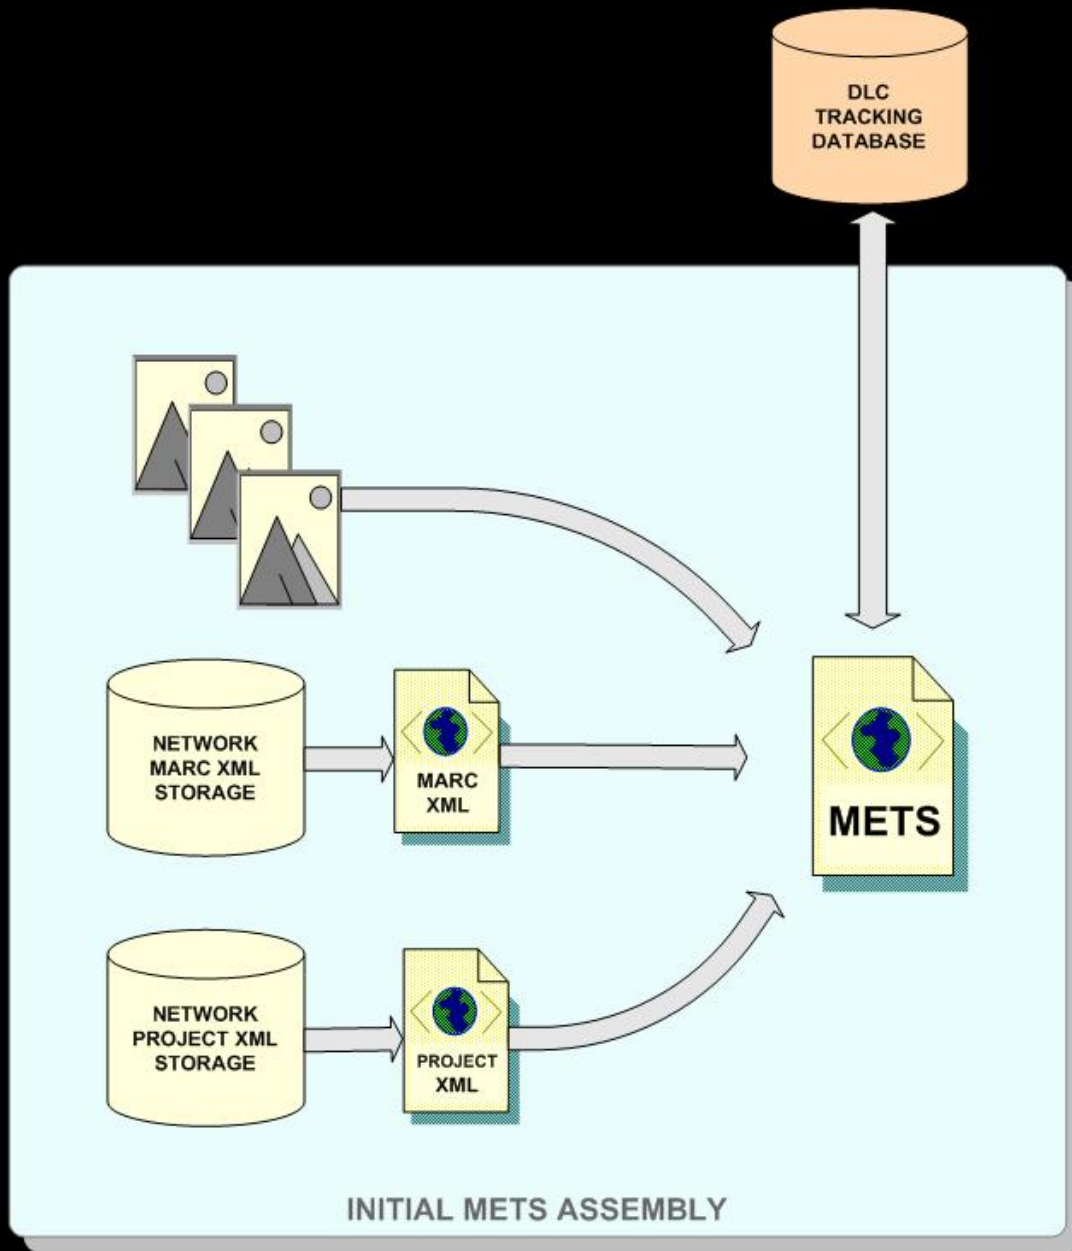 DLC
TRACKING
DATABASE
NETWORK
MARC XML
STORAGE
MARC
XML
METS
NETWORK
PROJECT XML
STORAGE
PROJECT
XML
INITIAL METS ASSEMBLY